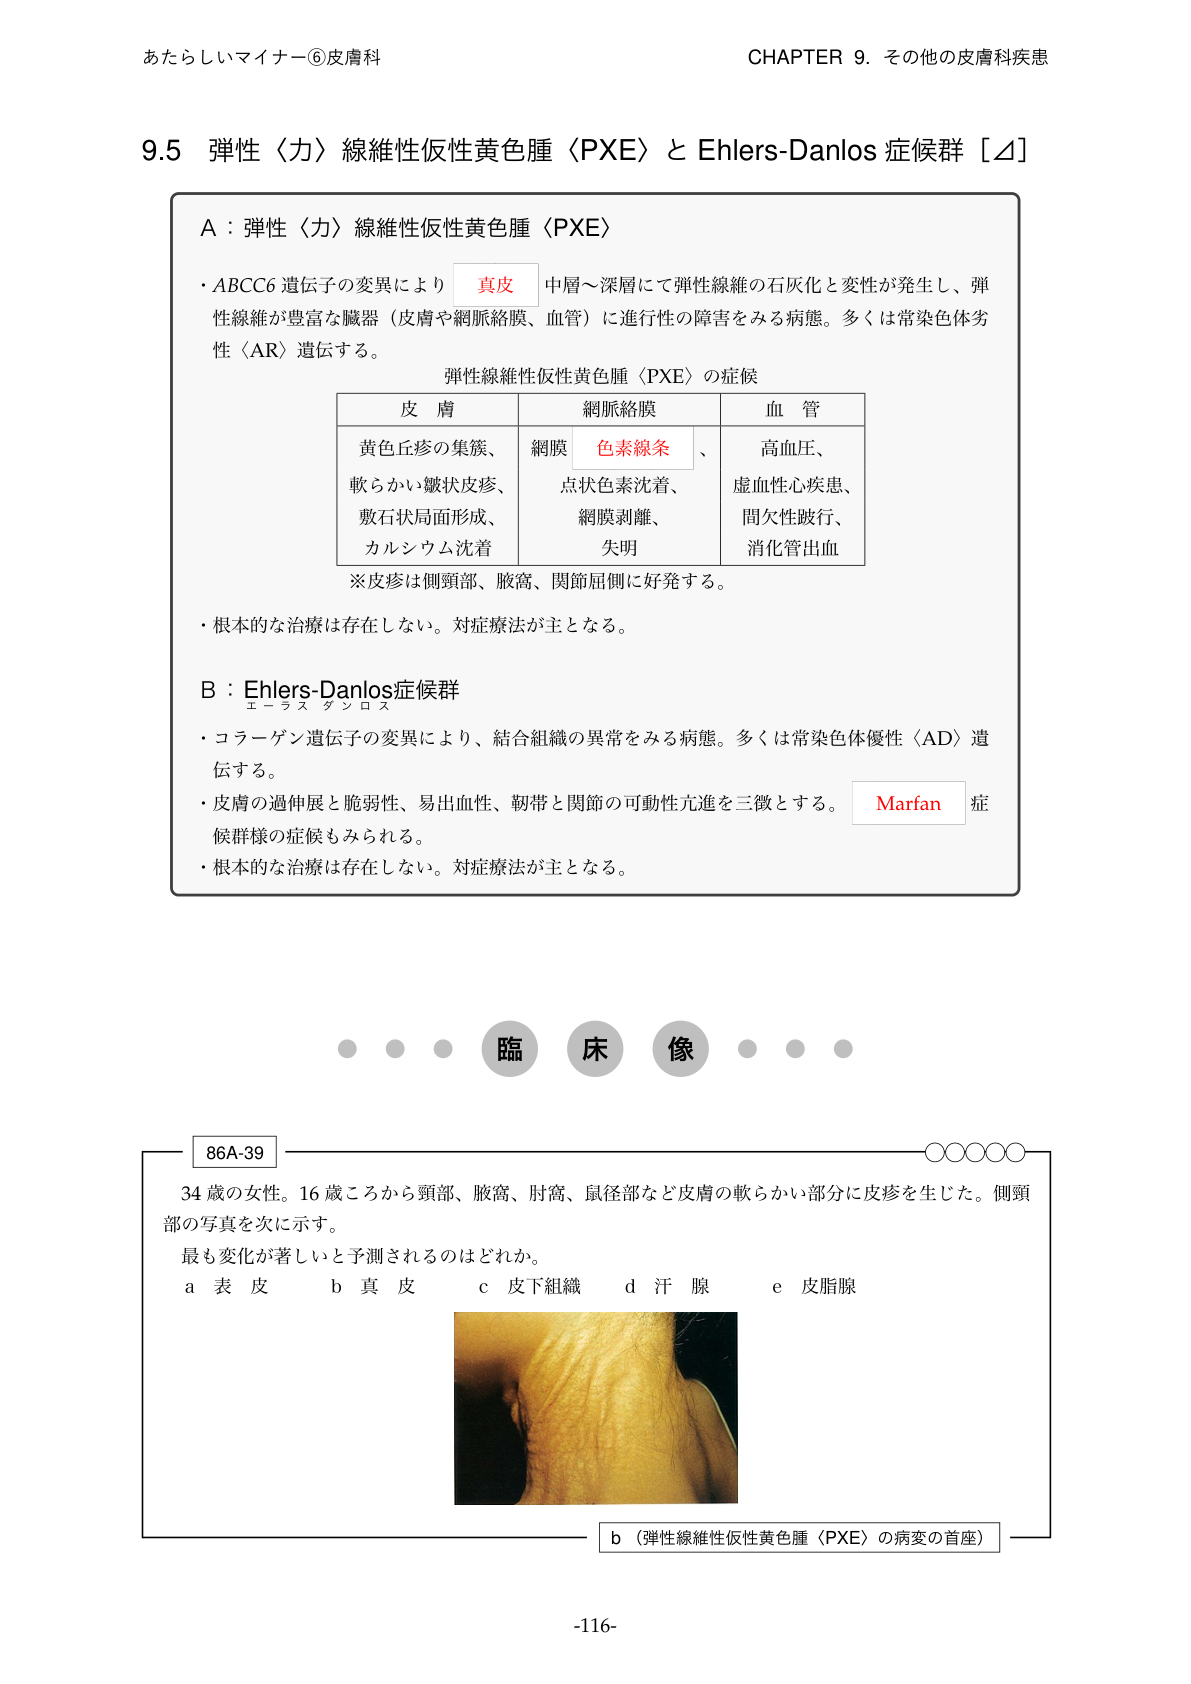 あたらしいマイナー⑥皮膚科
CHAPTER 9. その他の皮膚科疾患
9.5 弾性〈力〉線維性仮性黄色腫〈PXE〉と Ehlers-Danlos 症候群［⊿］
A：弾性〈力〉線維性仮性黄色腫〈PXE〉
・ABCC6 遺伝子の変異により 真皮 中層～深層にて弾性線維の石灰化と変性が発生し、弾
性線維が豊富な臓器（皮膚や網脈絡膜、血管）に進行性の障害をみる病態。多くは常染色体劣
性〈AR〉遺伝する。
弾性線維性仮性黄色腫〈PXE〉の症候
皮 膚 網脈絡膜 血 管
黄色丘疹の集簇、 網膜 色素線条 、 高血圧、
軟らかい皺状皮疹、 点状色素沈着、 虚血性心疾患、
敷石状局面形成、 網膜剥離、 間欠性跛行、
カルシウム沈着 失明 消化管出血
※皮疹は側頸部、腋窩、関節屈側に好発する。
・根本的な治療は存在しない。対症療法が主となる。
B：Ehlers-Danlos症候群
エーラス ダンロス
・コラーゲン遺伝子の変異により、結合組織の異常をみる病態。多くは常染色体優性〈AD〉遺
伝する。
・皮膚の過伸展と脆弱性、易出血性、靭帯と関節の可動性亢進を三徴とする。 Marfan 症
候群様の症候もみられる。
・根本的な治療は存在しない。対症療法が主となる。
臨 床 像
86A-39
34 歳の女性。16 歳ころから頸部、腋窩、肘窩、鼠径部など皮膚の軟らかい部分に皮疹を生じた。側頸
部の写真を次に示す。
最も変化が著しいと予測されるのはどれか。
a 表 皮 b 真 皮 c 皮下組織 d 汗 腺 e 皮脂腺
b （弾性線維性仮性黄色腫〈PXE〉の病変の首座）
-116-